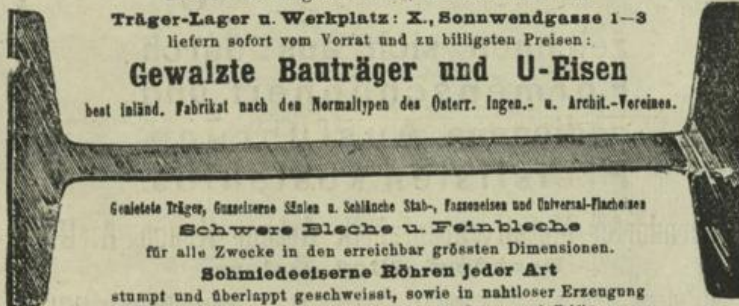 Träger-Lager u. Werkplatz: X., Sonnwendgasse 1–3
liefern sofort vom Vorrat und zu billigsten Preisen:
Gewalzte Bauträger und U-Eisen
best inländ. Fabrikat nach den Normaltypen des Österr. Ingen.- u. Archit.-Vereines.
Genietete Träger, Gusseiserne Säulen u. Schläuche Stab-, Fassoneisen und Universal-Flacheisen
Schwere Bleche u. Feinbleche
für alle Zwecke in den erreichbar grössten Dimensionen.
Schmiedeeiserne Röhren jeder Art
stumpf und überlappt geschweisst, sowie in nahtloser Erzeugung